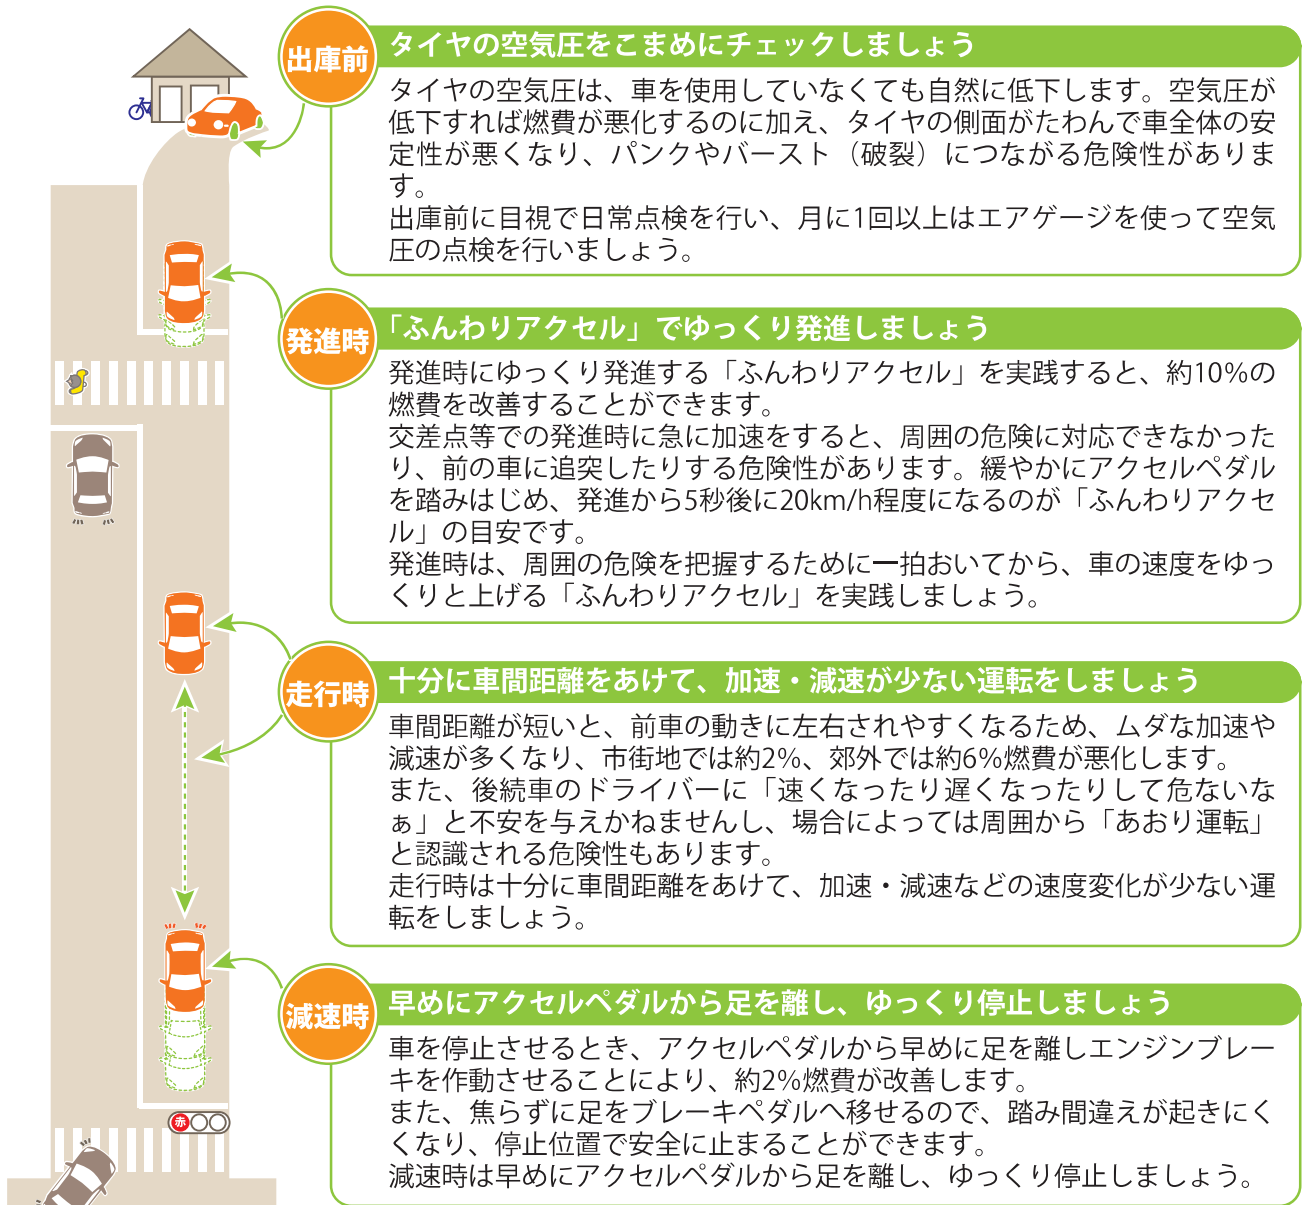 出庫前
タイヤの空気圧をこまめにチェックしましょう
タイヤの空気圧は、車を使用していなくても自然に低下します。空気圧が
低下すれば燃費が悪化するのに加え、タイヤの側面がたわんで車全体の安
定性が悪くなり、パンクやバースト（破裂）につながる危険性がありま
す。
出庫前に目視で日常点検を行い、月に1回以上はエアゲージを使って空気
圧の点検を行いましょう。
発進時
「ふんわりアクセル」でゆっくり発進しましょう
発進時にゆっくり発進する「ふんわりアクセル」を実践すると、約10%の
燃費を改善することができます。
交差点等での発進時に急に加速をすると、周囲の危険に対応できなかった
り、前の車に追突したりする危険性があります。緩やかにアクセルペダル
を踏みはじめ、発進から5秒後に20km/h程度になるのが「ふんわりアクセ
ル」の目安です。
発進時は、周囲の危険を把握するために一拍おいてから、車の速度をゆっ
くりと上げる「ふんわりアクセル」を実践しましょう。
走行時
十分に車間距離をあけて、加速・減速が少ない運転をしましょう
車間距離が短いと、前車の動きに左右されやすくなるため、ムダな加速や
減速が多くなり、市街地では約2%、郊外では約6%燃費が悪化します。
また、後続車のドライバーに「速くなったり遅くなったりして危ないな
ぁ」と不安を与えかねませんし、場合によっては周囲から「あおり運転」
と認識される危険性もあります。
走行時は十分に車間距離をあけて、加速・減速などの速度変化が少ない運
転をしましょう。
減速時
早めにアクセルペダルから足を離し、ゆっくり停止しましょう
車を停止させるとき、アクセルペダルから早めに足を離しエンジンブレー
キを作動させることにより、約2%燃費が改善します。
また、焦らずに足をブレーキペダルへ移せるので、踏み間違えが起きにく
くなり、停止位置で安全に止まることができます。
減速時は早めにアクセルペダルから足を離し、ゆっくり停止しましょう。
赤